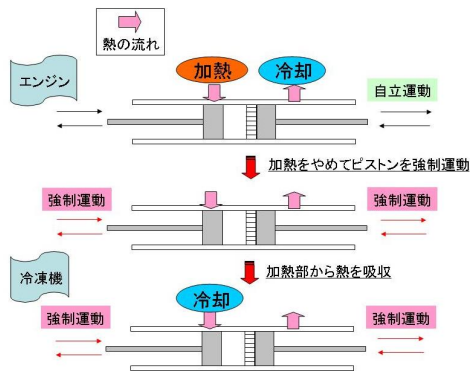 熱の流れ
エンジン
加熱
冷却
自立運動
加熱をやめてピストンを強制運動
強制運動
強制運動
冷凍機
加熱部から熱を吸収
冷却
強制運動
強制運動